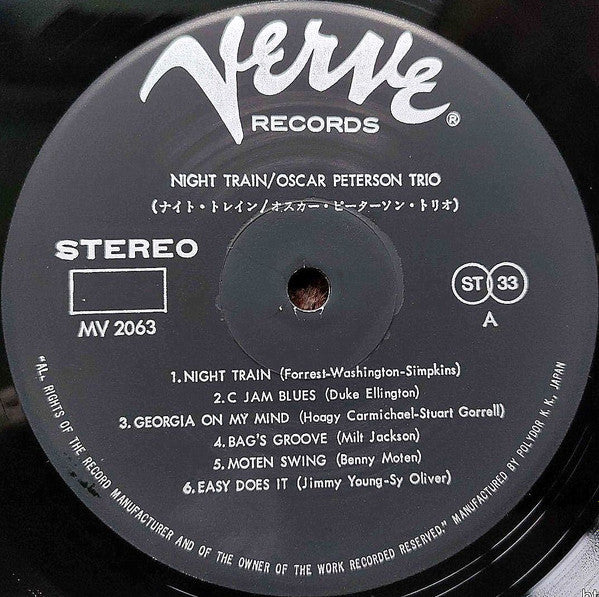 VERVE
RECORDS®
NIGHT TRAIN/OSCAR PETERSON TRIO
(ナイト・トレイン/オスカー・ピーターソン・トリオ)
STEREO
MV 2063
ST 33
A
1. NIGHT TRAIN (Forrest-Washington-Simpkins)
2. C JAM BLUES (Duke Ellington)
3. GEORGIA ON MY MIND (Hoagy Carmichael-Stuart Gorrell)
4. BAG'S GROOVE (Milt Jackson)
5. MOTEN SWING (Benny Moten)
6. EASY DOES IT (Jimmy Young-Sy Oliver)
"ALL RIGHTS OF THE RECORD MANUFACTURER AND OF THE OWNER OF THE WORK RECORDED RESERVED." MANUFACTURED BY POLYDOR K. K., JAPAN